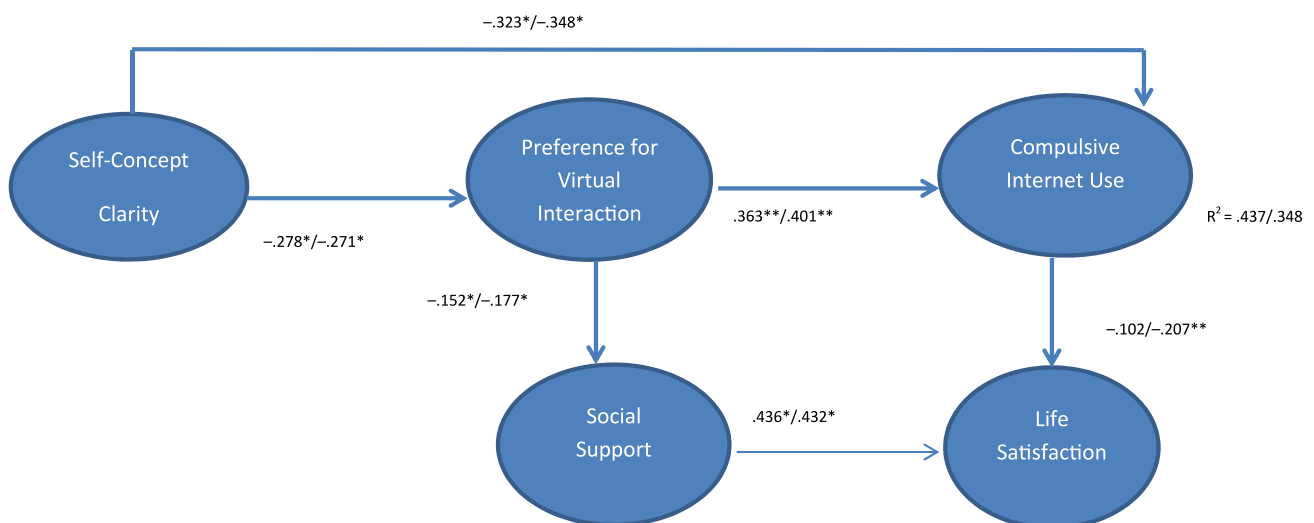 –.323*/–.348*
Self-Concept
Clarity
Preference for
Virtual
Interaction
Compulsive
Internet Use
–.278*/–.271*
.363**/.401**
R² = .437/.348
–.152*/–.177*
–.102/–.207**
Social
Support
.436*/.432*
Life
Satisfaction